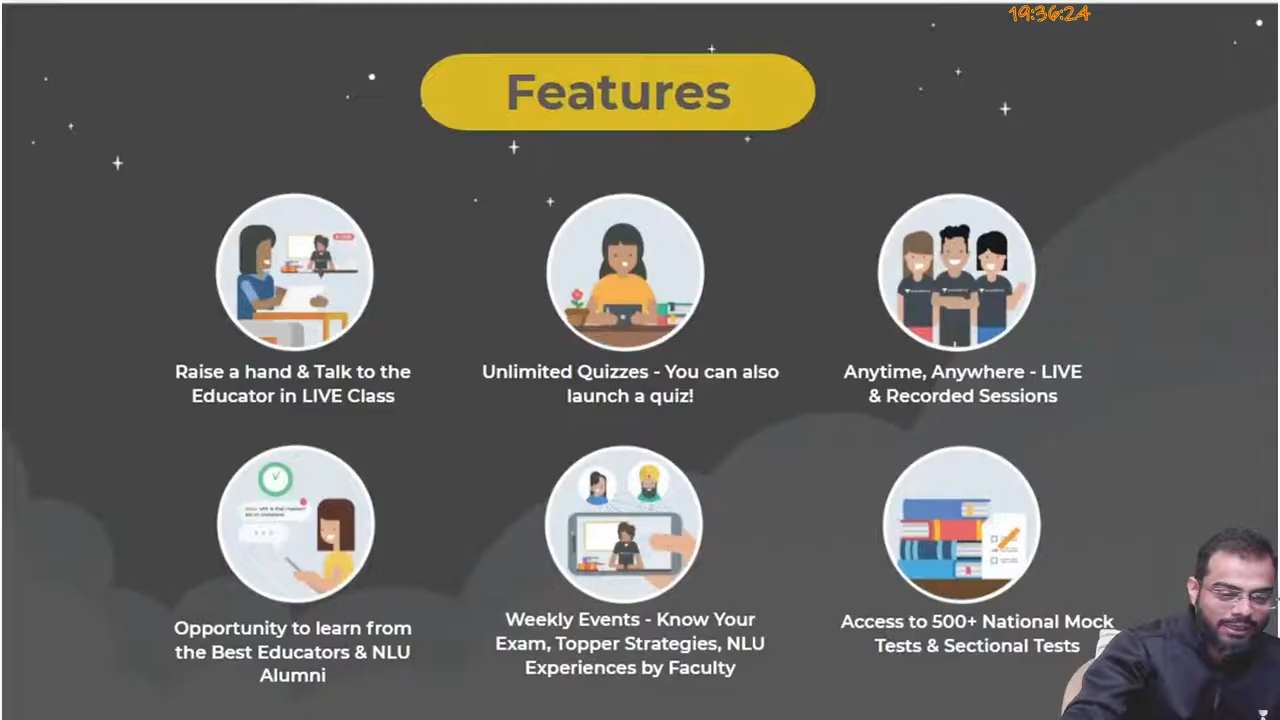 19:36:24
Features
Raise a hand & Talk to the
Educator in LIVE Class
Unlimited Quizzes - You can also
launch a quiz!
Anytime, Anywhere - LIVE
& Recorded Sessions
Opportunity to learn from
the Best Educators & NLU
Alumni
Weekly Events - Know Your
Exam, Topper Strategies, NLU
Experiences by Faculty
Access to 500+ National Mock
Tests & Sectional Tests